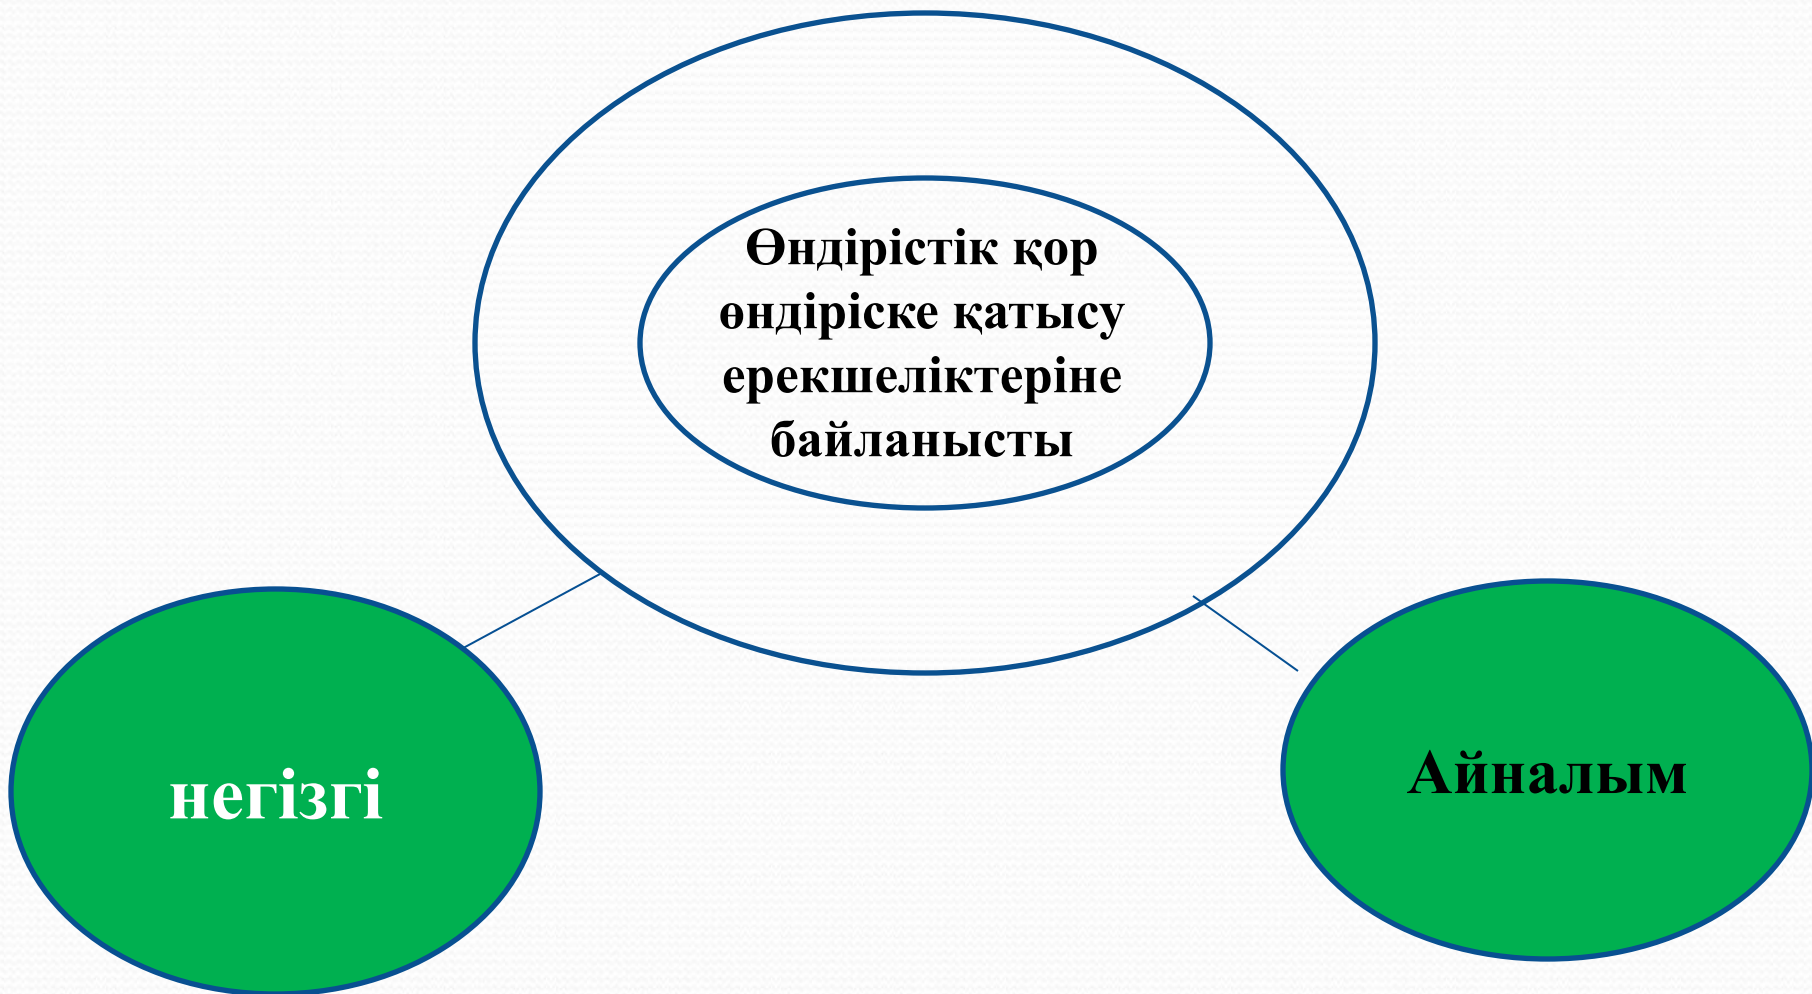 Өндірістік қор
өндіріске қатысу
ерекшеліктеріне
байланысты
негізгі
Айналым